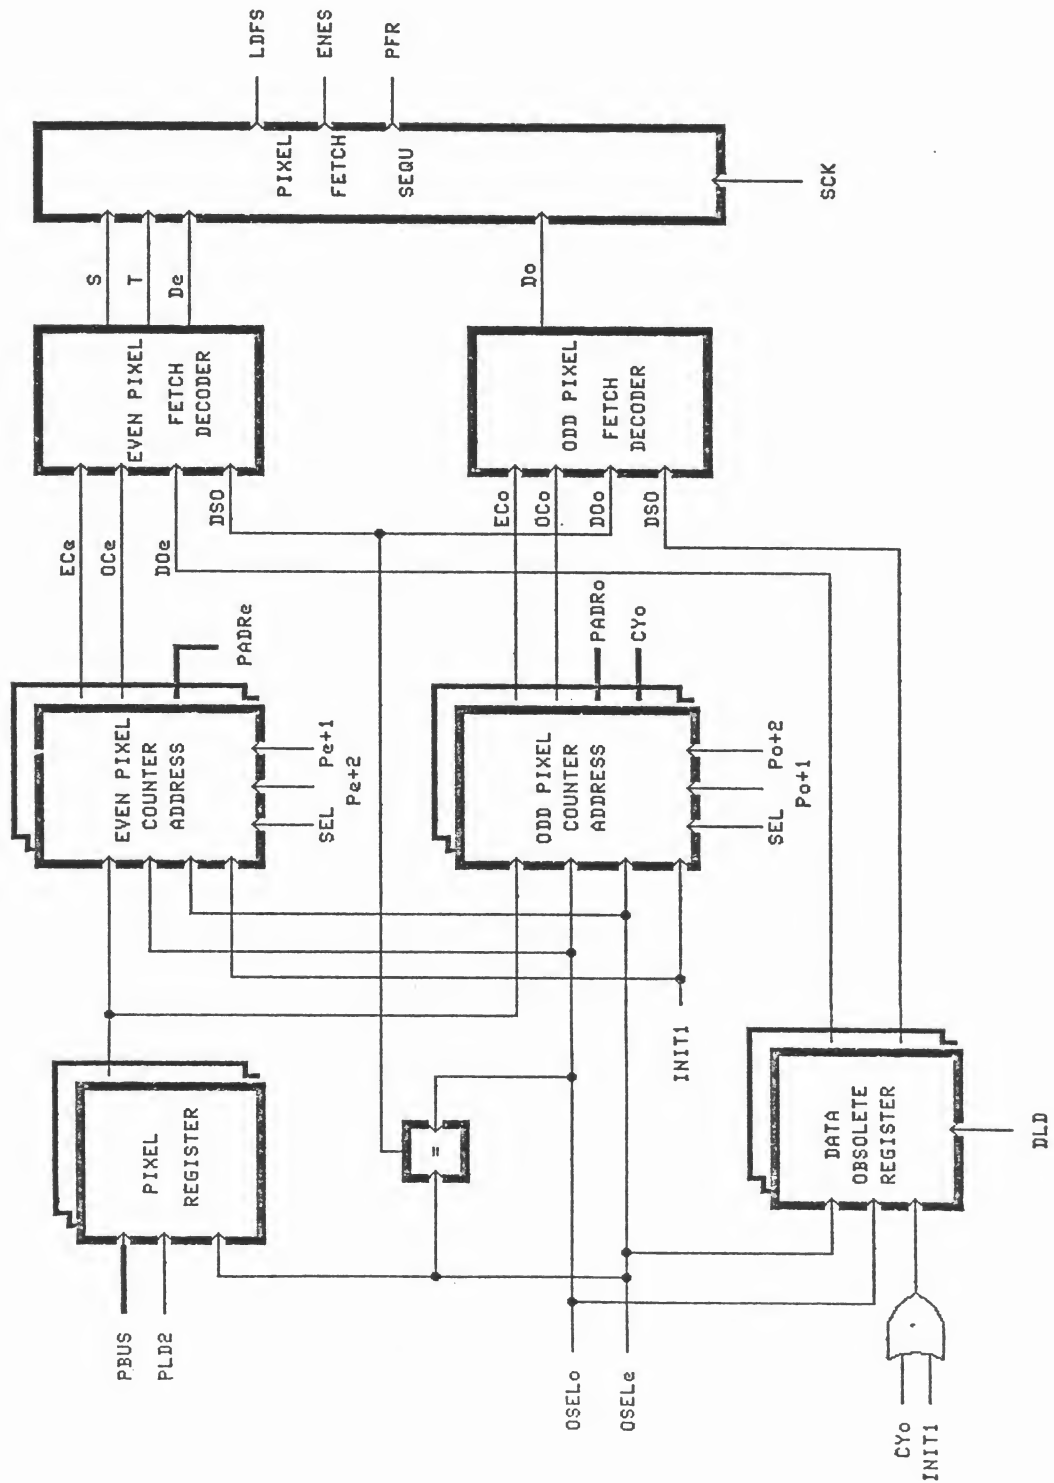 PBUS
PLD2
PIXEL
REGISTER
EVEN PIXEL
COUNTER
ADDRESS
SEL
Pe+2
Pe+1
PADRe
ECe
OCe
DOe
DSO
EVEN PIXEL
FETCH
DECODER
S
T
De
PIXEL
FETCH
SEQU
LDFS
ENES
PFR
SCK
=
OSELo
OSELe
INIT1
ODD PIXEL
COUNTER
ADDRESS
SEL
Po+1
Po+2
PADRo
CYo
ECo
OCo
DOo
DSO
ODD PIXEL
FETCH
DECODER
Do
CYo
INIT1
DATA
OBSOLETE
REGISTER
DLD